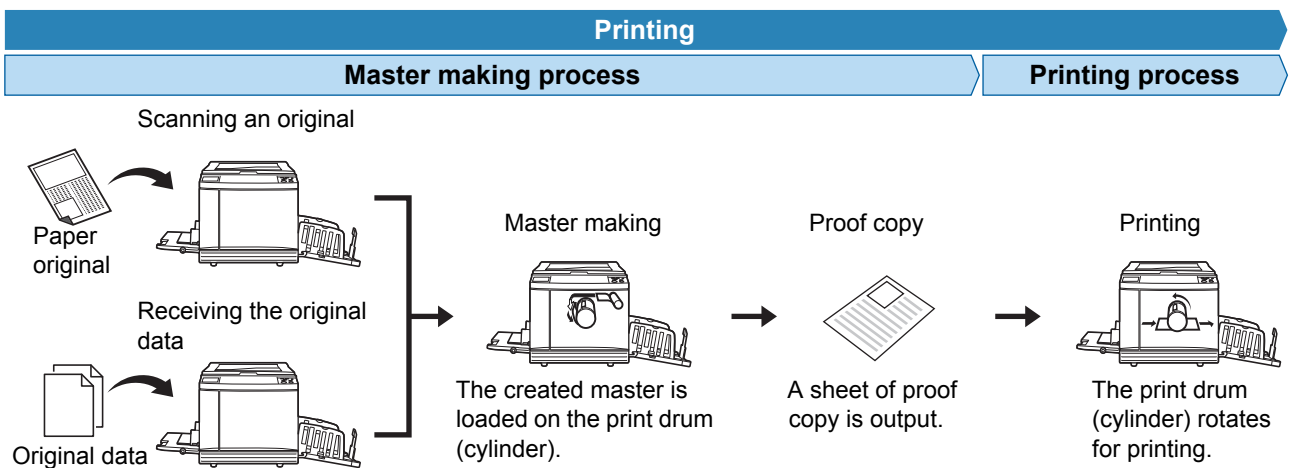 Printing
Master making process
Printing process
Scanning an original
Paper
original
Receiving the original
data
Original data
Master making
The created master is
loaded on the print drum
(cylinder).
Proof copy
A sheet of proof
copy is output.
Printing
The print drum
(cylinder) rotates
for printing.